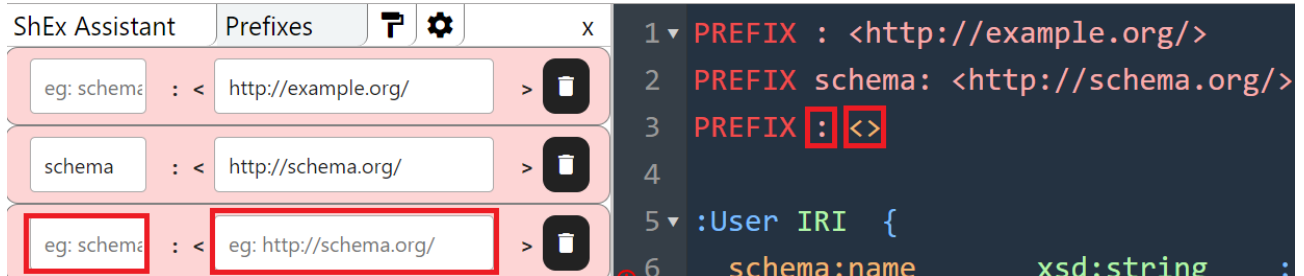 ShEx Assistant Prefixes x
eg: schema : < http://example.org/ >
schema : < http://schema.org/ >
eg: schema : < eg: http://schema.org/ >
1 PREFIX : <http://example.org/>
2 PREFIX schema: <http://schema.org/>
3 PREFIX : <>
4
5 :User IRI {
6 schema:name xsd:string :